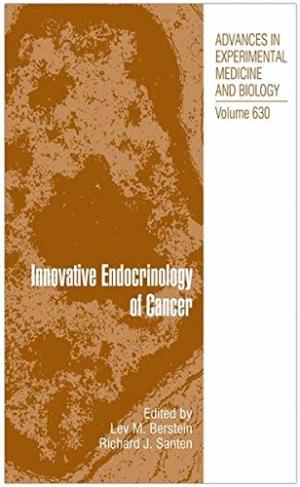 ADVANCES IN
EXPERIMENTAL
MEDICINE
AND BIOLOGY
Volume 630
Innovative Endocrinology
of Cancer
Edited by
Lev M. Berstein
Richard J. Santen